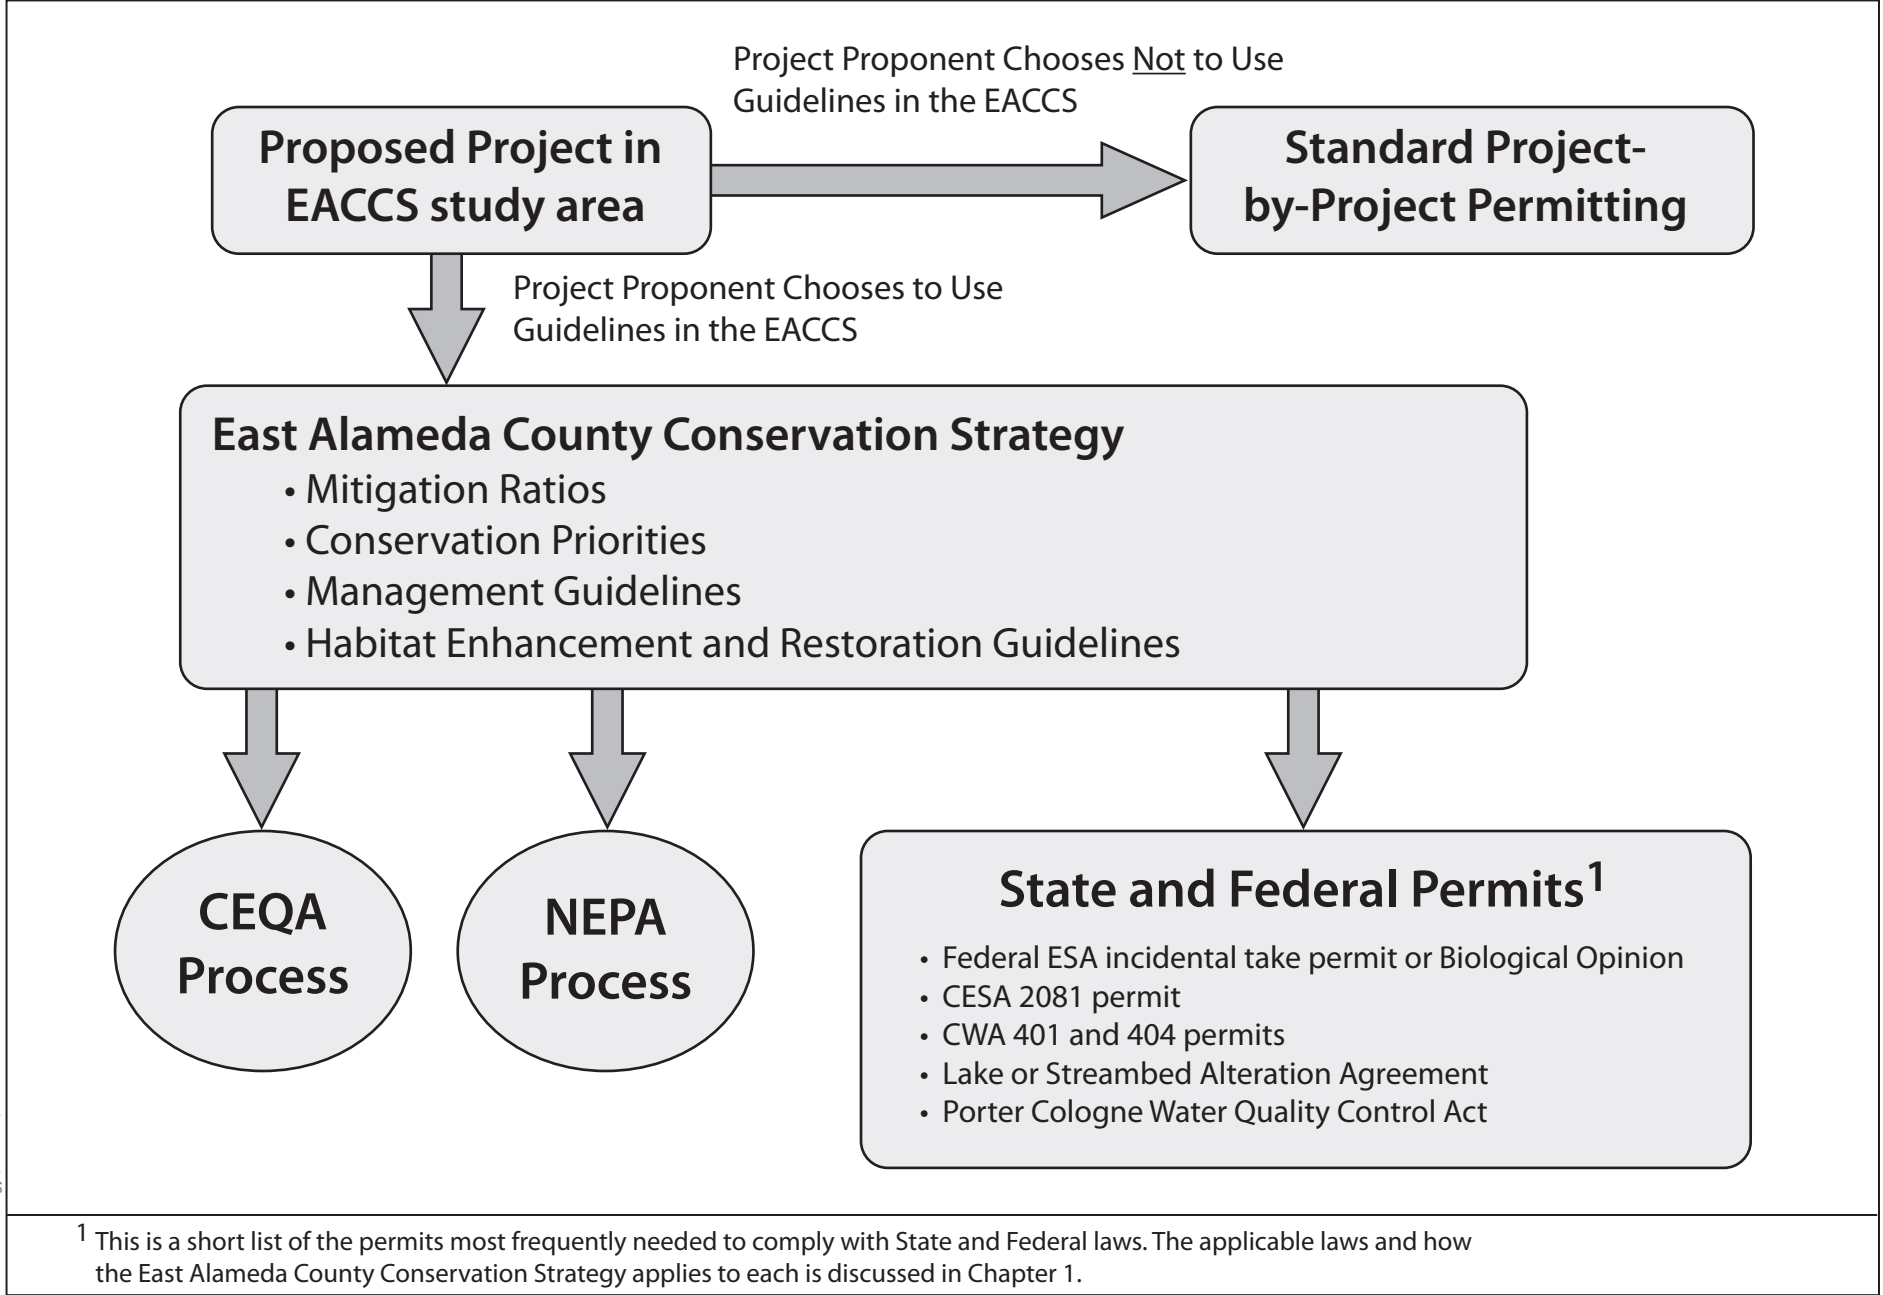 Project Proponent Chooses Not to Use
Guidelines in the EACCS
Proposed Project in
EACCS study area
Standard Project-
by-Project Permitting
Project Proponent Chooses to Use
Guidelines in the EACCS
East Alameda County Conservation Strategy
• Mitigation Ratios
• Conservation Priorities
• Management Guidelines
• Habitat Enhancement and Restoration Guidelines
CEQA
Process
NEPA
Process
State and Federal Permits1
• Federal ESA incidental take permit or Biological Opinion
• CESA 2081 permit
• CWA 401 and 404 permits
• Lake or Streambed Alteration Agreement
• Porter Cologne Water Quality Control Act
1 This is a short list of the permits most frequently needed to comply with State and Federal laws. The applicable laws and how
the East Alameda County Conservation Strategy applies to each is discussed in Chapter 1.